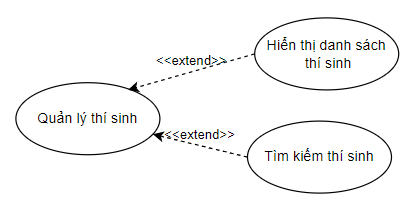 Hiển thị danh sách
thí sinh
<<extend>>
Quản lý thí sinh
<<extend>>
Tìm kiếm thí sinh